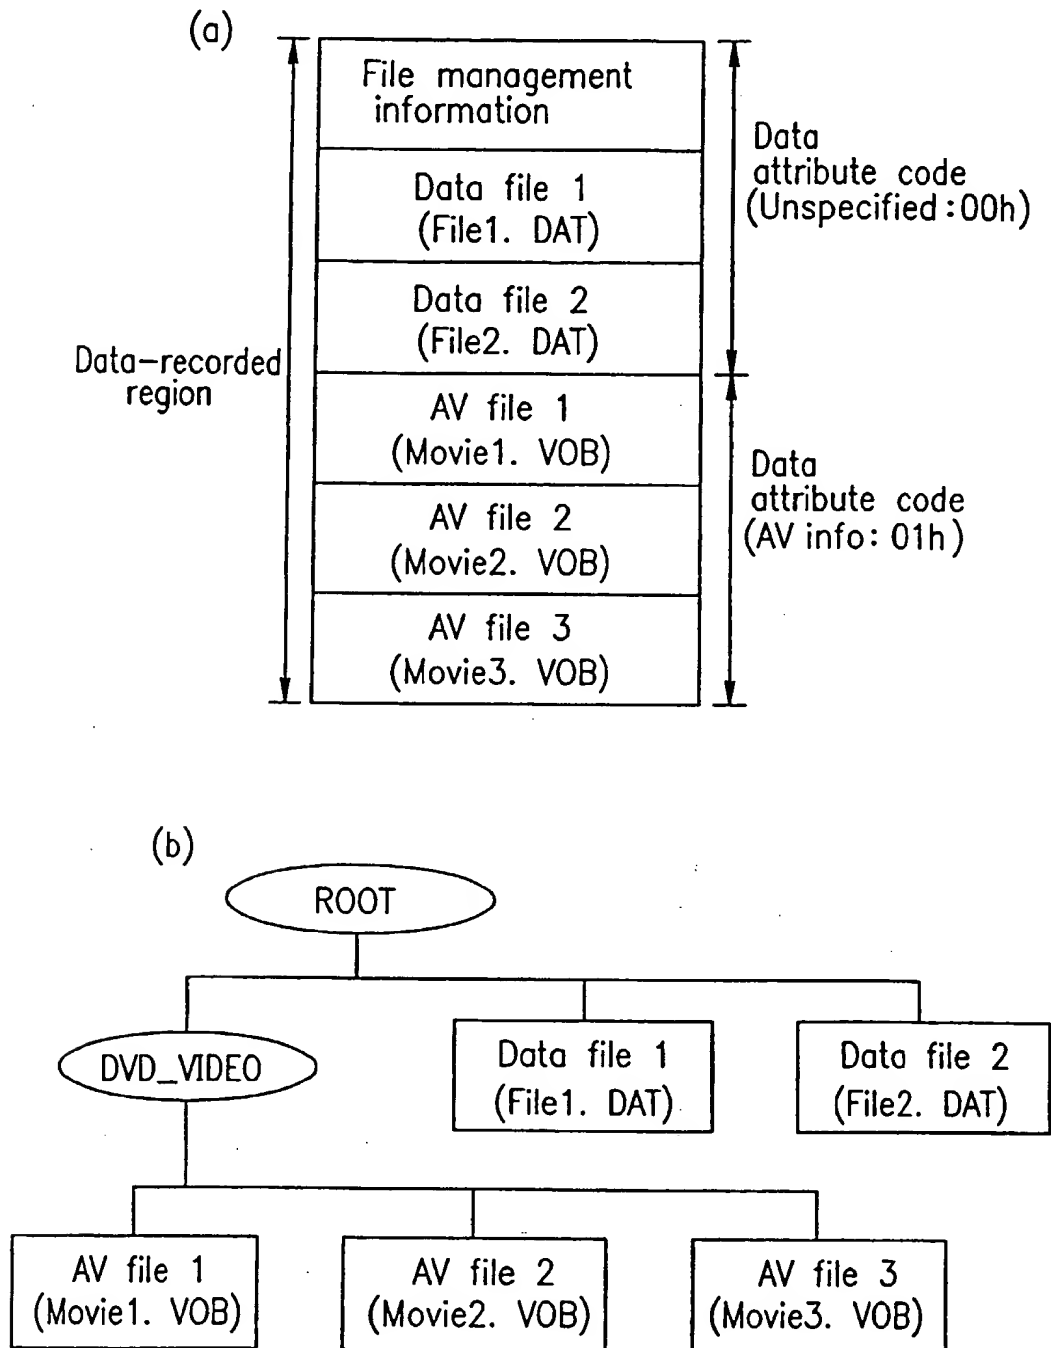 (a)
File management
information
Data file 1
(File1. DAT)
Data file 2
(File2. DAT)
AV file 1
(Movie1. VOB)
AV file 2
(Movie2. VOB)
AV file 3
(Movie3. VOB)
Data-recorded
region
Data
attribute code
(Unspecified:00h)
Data
attribute code
(AV info: 01h)
(b)
ROOT
DVD_VIDEO
Data file 1
(File1. DAT)
Data file 2
(File2. DAT)
AV file 1
(Movie1. VOB)
AV file 2
(Movie2. VOB)
AV file 3
(Movie3. VOB)